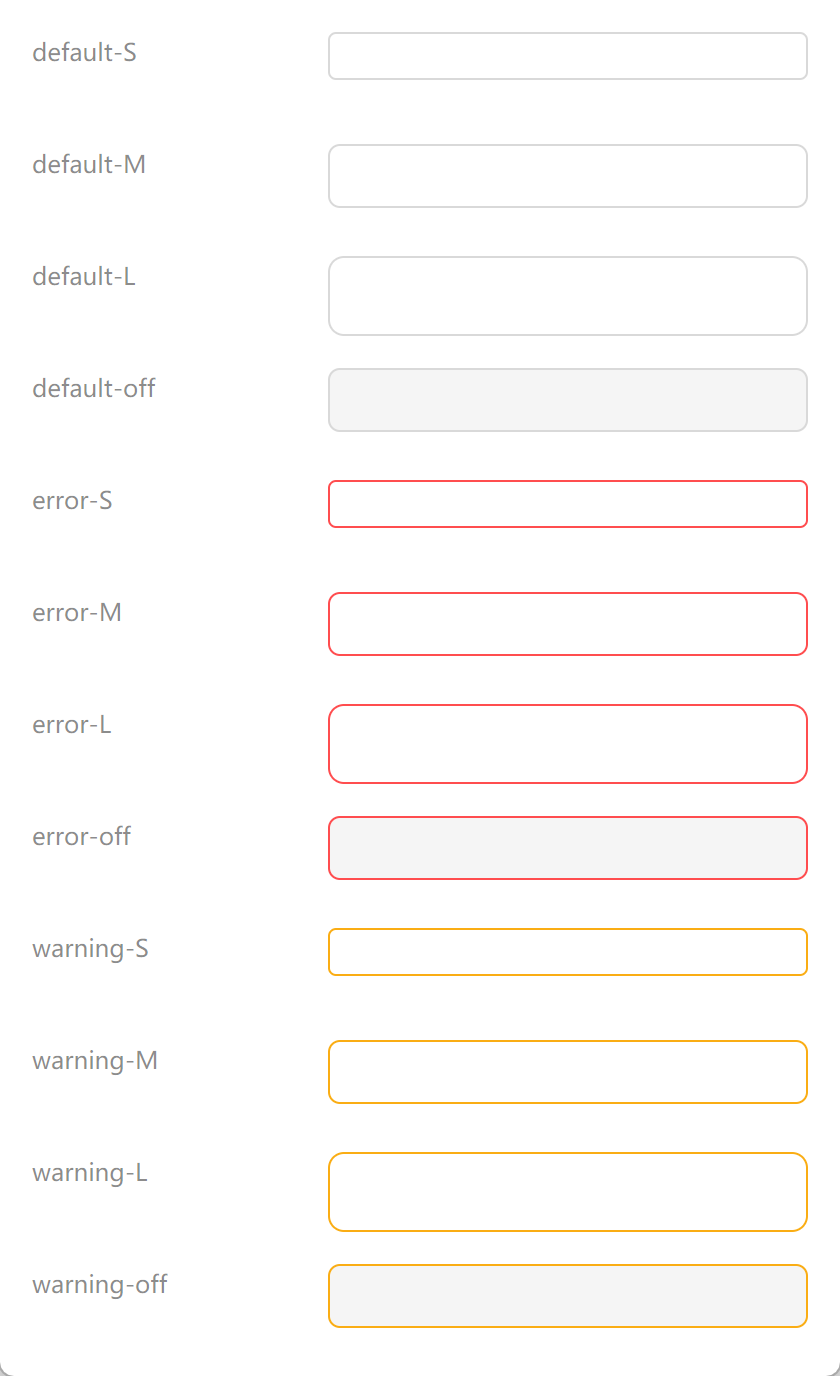 default-S
default-M
default-L
default-off
error-S
error-M
error-L
error-off
warning-S
warning-M
warning-L
warning-off